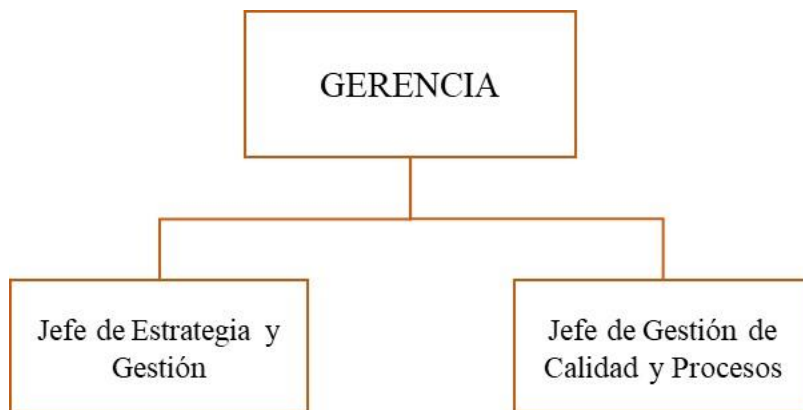 GERENCIA
Jefe de Estrategia y
Gestión
Jefe de Gestión de
Calidad y Procesos